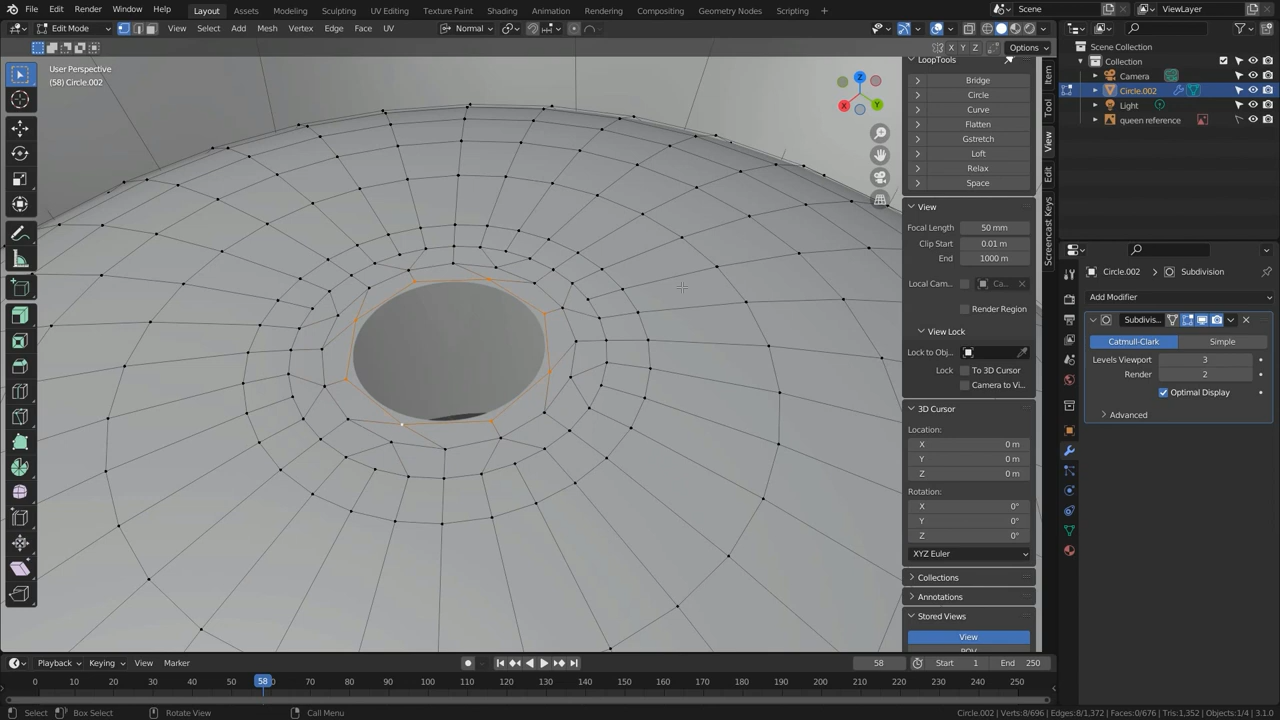 File Edit Render Window Help Layout Assets Modeling Sculpting UV Editing Texture Paint Shading Animation Rendering Compositing Geometry Nodes Scripting + Scene ViewLayer
Edit Mode View Select Add Mesh Vertex Edge Face UV Normal
X Y Z Options
User Perspective
(58) Circle.002
Z
X Y
LoopTools
Bridge
Circle
Curve
Flatten
Gstretch
Loft
Relax
Space
View
Focal Length 50 mm
Clip Start 0.01 m
End 1000 m
Local Cam... Ca...
Render Region
View Lock
Lock to Obj...
Lock To 3D Cursor
Camera to Vi...
3D Cursor
Location:
X 0 m
Y 0 m
Z 0 m
Rotation:
X 0°
Y 0°
Z 0°
XYZ Euler
Collections
Annotations
Stored Views
View
POV
Item
Tool
View
Edit
Screencast Keys
Scene Collection
Collection
Camera
Circle.002
Light
queen reference
Circle.002 > Subdivision
Add Modifier
Subdivis...
Catmull-Clark Simple
Levels Viewport 3
Render 2
Optimal Display
Advanced
Playback Keying View Marker 58 Start 1 End 250
0 10 20 30 40 50 58 70 80 90 100 110 120 130 140 150 160 170 180 190 200 210 220 230 240 250
Select Box Select Rotate View Call Menu Circle.002 | Verts:8/696 | Edges:8/1,372 | Faces:0/676 | Tris:1,352 | Objects:1/4 | 3.1.0